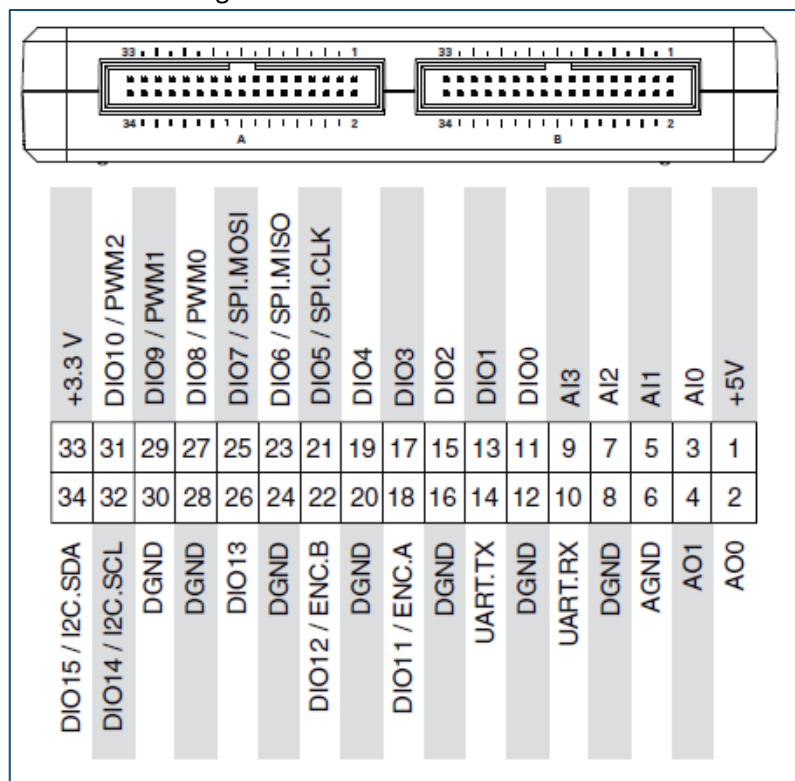 33 1 33 1
34 2 34 2
A B
+3.3 V
DIO10 / PWM2
DIO9 / PWM1
DIO8 / PWM0
DIO7 / SPI.MOSI
DIO6 / SPI.MISO
DIO5 / SPI.CLK
DIO4
DIO3
DIO2
DIO1
DIO0
AI3
AI2
AI1
AI0
+5V
33 31 29 27 25 23 21 19 17 15 13 11 9 7 5 3 1
34 32 30 28 26 24 22 20 18 16 14 12 10 8 6 4 2
DIO15 / I2C.SDA
DIO14 / I2C.SCL
DGND
DGND
DIO13
DGND
DIO12 / ENC.B
DGND
DIO11 / ENC.A
DGND
UART.TX
DGND
UART.RX
DGND
AGND
AO1
AO0